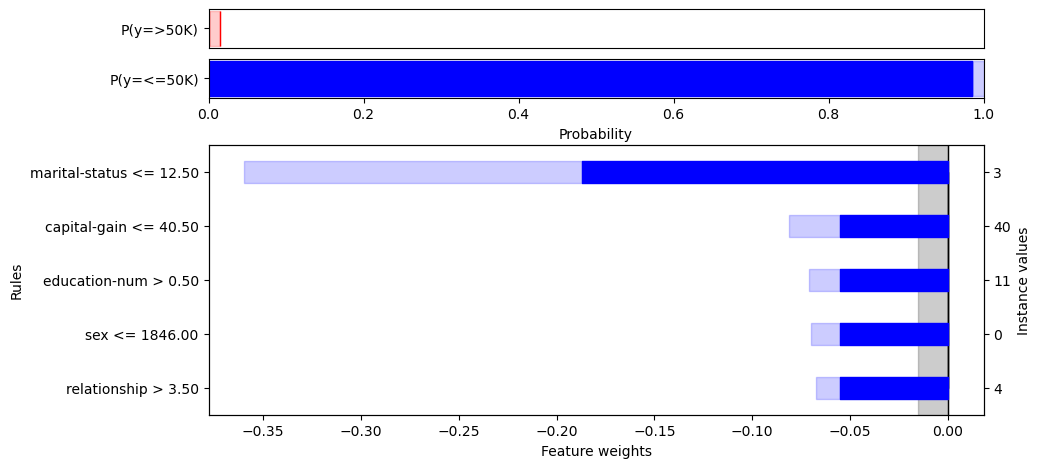 P(y=>50K)
P(y=<=50K)
0.0 0.2 0.4 0.6 0.8 1.0
Probability
marital-status <= 12.50 3
capital-gain <= 40.50 40
education-num > 0.50 11
sex <= 1846.00 0
relationship > 3.50 4
Rules
Instance values
−0.35 −0.30 −0.25 −0.20 −0.15 −0.10 −0.05 0.00
Feature weights